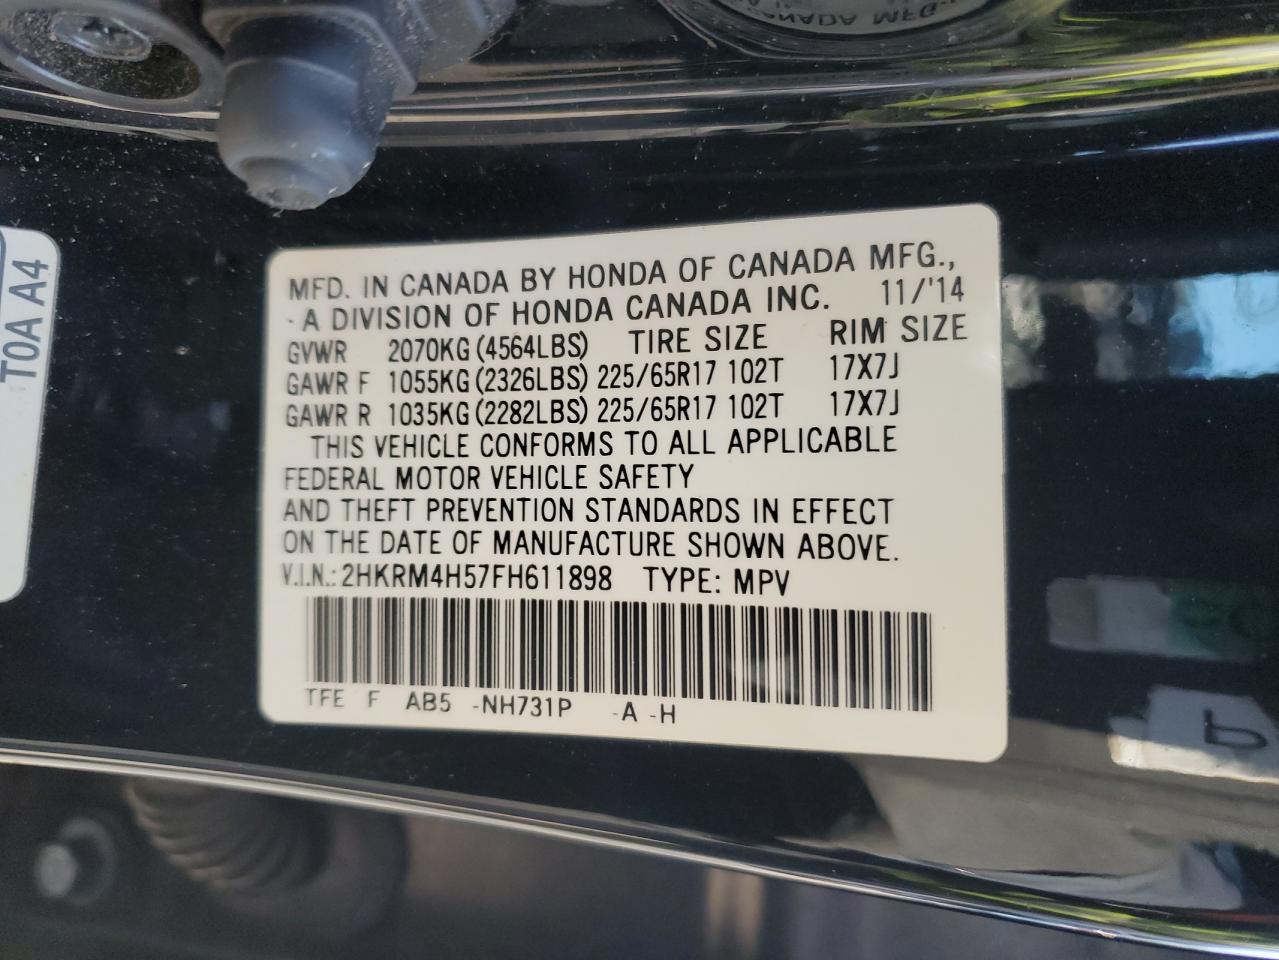 CANADA MFG.,
T0A A4
MFD. IN CANADA BY HONDA OF CANADA MFG.,
A DIVISION OF HONDA CANADA INC. 11/'14
GVWR 2070KG (4564LBS) TIRE SIZE RIM SIZE
GAWR F 1055KG (2326LBS) 225/65R17 102T 17X7J
GAWR R 1035KG (2282LBS) 225/65R17 102T 17X7J
THIS VEHICLE CONFORMS TO ALL APPLICABLE
FEDERAL MOTOR VEHICLE SAFETY
AND THEFT PREVENTION STANDARDS IN EFFECT
ON THE DATE OF MANUFACTURE SHOWN ABOVE.
V.I.N.: 2HKRM4H57FH611898 TYPE: MPV
TFE F AB5 -NH731P -A -H